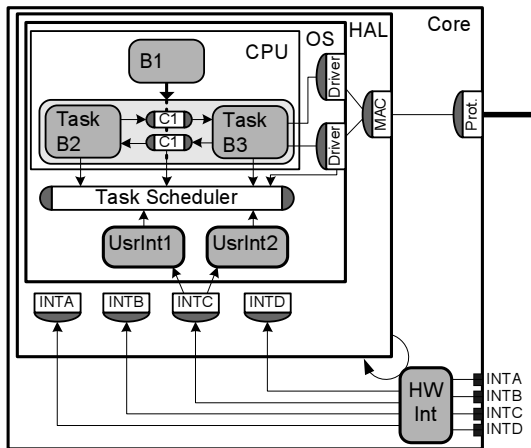 Core
HAL
OS
CPU
B1
Driver
Task
B2
C1
C1
Task
B3
Driver
MAC
Prot.
Task Scheduler
UsrInt1
UsrInt2
INTA
INTB
INTC
INTD
HW
Int
INTA
INTB
INTC
INTD